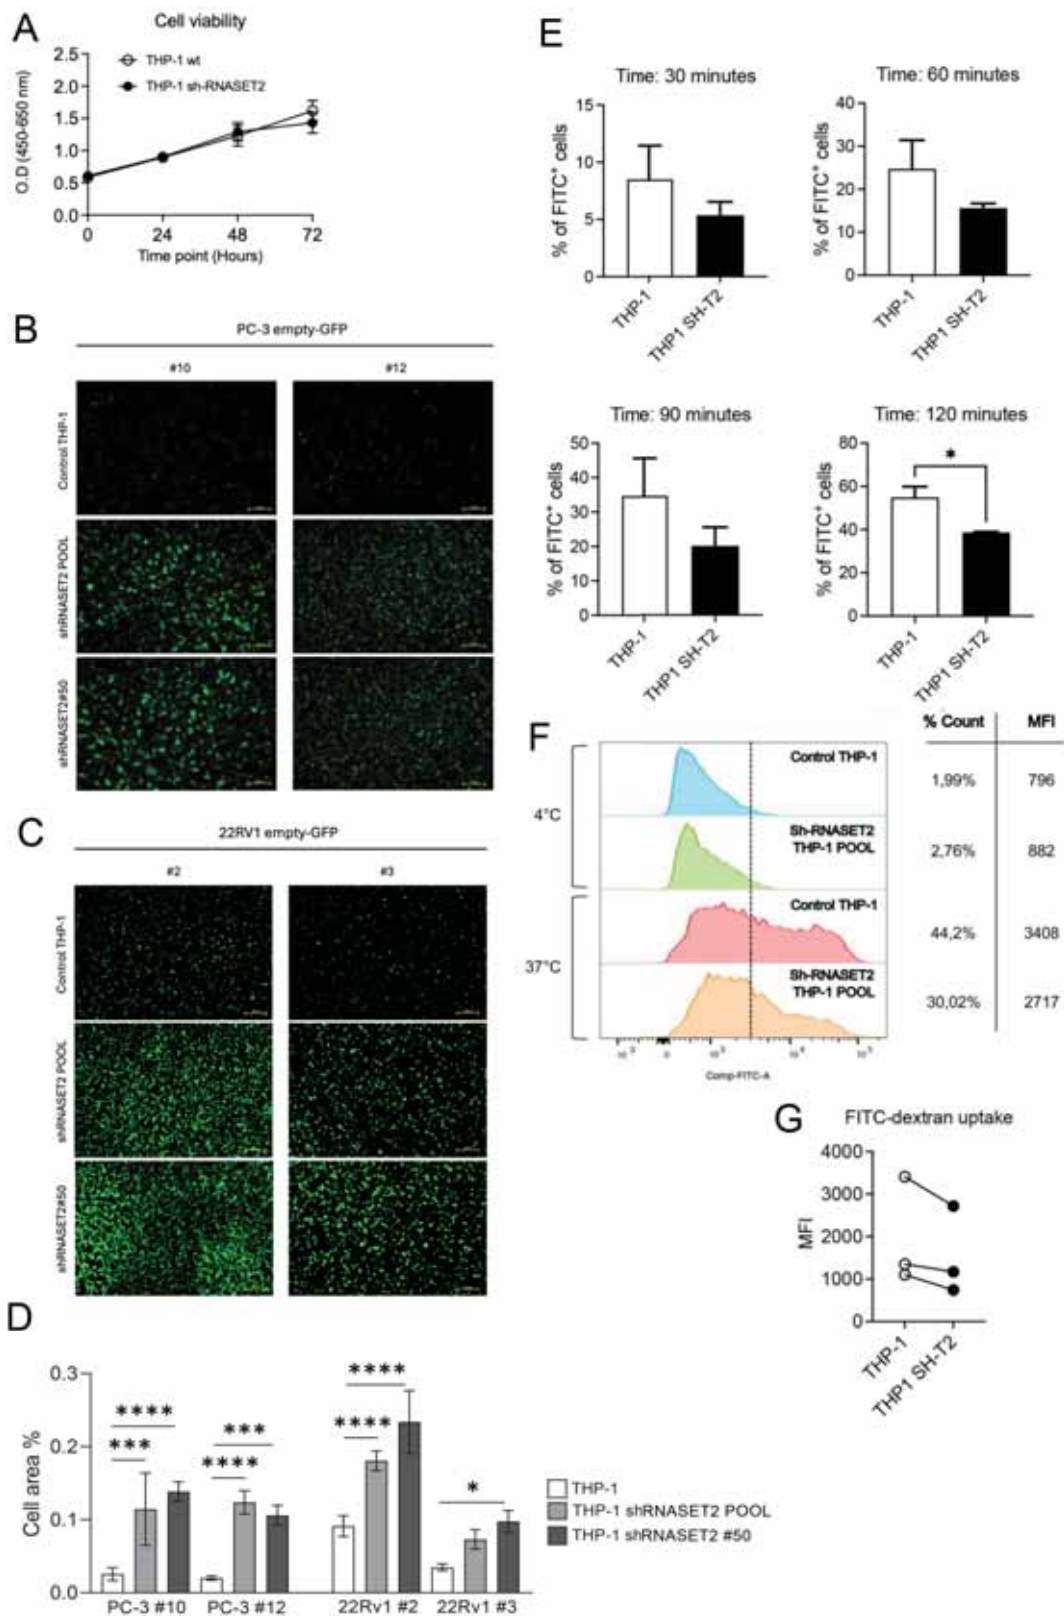 A
Cell viability
THP-1 wt
THP-1 sh-RNASET2
O.D (450-650 nm)
2.5
2.0
1.5
1.0
0.5
0.0
0 24 48 72
Time point (Hours)
B
PC-3 empty-GFP
#10 #12
Control THP-1
shRNASET2 POOL
shRNASET2#50
C
22RV1 empty-GFP
#2 #3
Control THP-1
shRNASET2 POOL
shRNASET2#50
D
Cell area %
0.3
0.2
0.1
0.0
**** *** *** **** **** **** *
PC-3 #10 PC-3 #12 22Rv1 #2 22Rv1 #3
THP-1
THP-1 shRNASET2 POOL
THP-1 shRNASET2 #50
E
Time: 30 minutes
% of FITC+ cells
15
10
5
0
THP-1 THP1 SH-T2
Time: 60 minutes
% of FITC+ cells
40
30
20
10
0
THP-1 THP1 SH-T2
Time: 90 minutes
% of FITC+ cells
50
40
30
20
10
0
THP-1 THP1 SH-T2
Time: 120 minutes
% of FITC+ cells
80
60
40
20
0
*
THP-1 THP1 SH-T2
F
% Count MFI
4°C
Control THP-1
1,99% 796
Sh-RNASET2
THP-1 POOL
2,76% 882
37°C
Control THP-1
44,2% 3408
Sh-RNASET2
THP-1 POOL
30,02% 2717
0
Comp-FITC-A
G
FITC-dextran uptake
MFI
4000
3000
2000
1000
0
THP-1 THP1 SH-T2